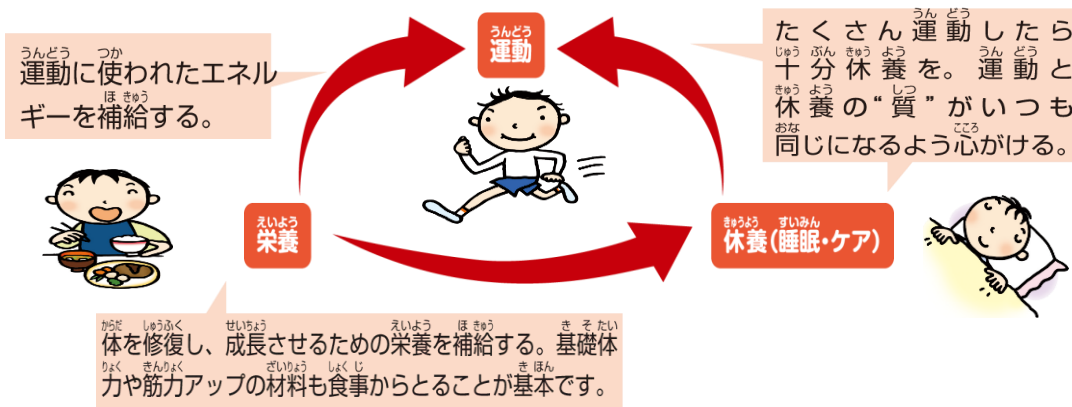 運動
運動に使われたエネル
ギーを補給する。
たくさん運動したら
十分休養を。運動と
休養の“質”がいつも
同じになるよう心がける。
栄養
休養(睡眠・ケア)
体を修復し、成長させるための栄養を補給する。基礎体
力や筋力アップの材料も食事からとることが基本です。